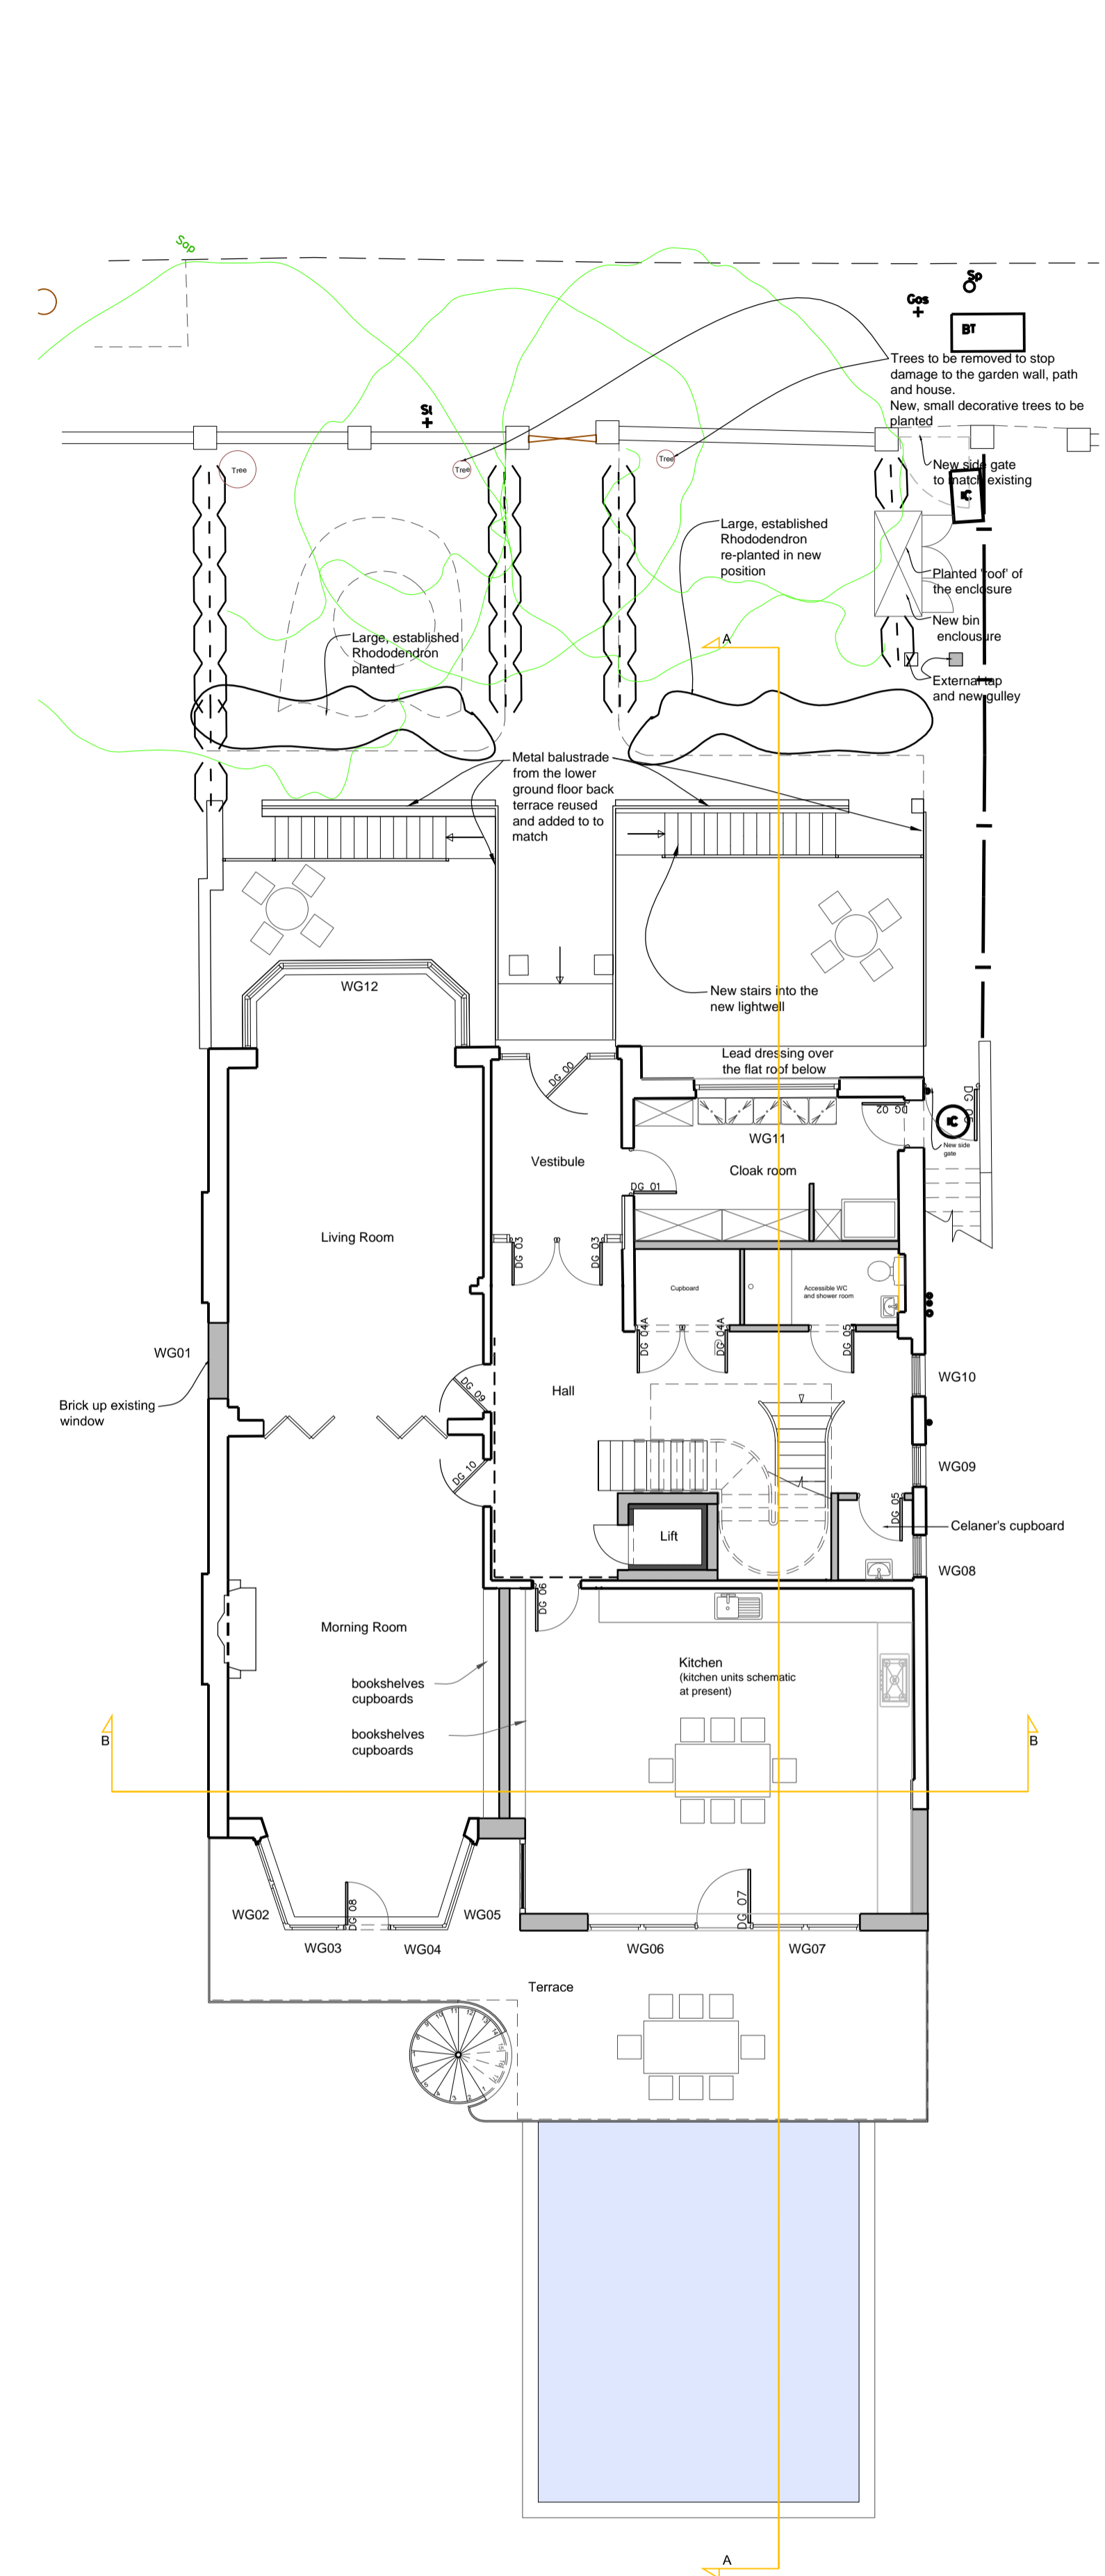 Sop
Sp
Gos
BT
Trees to be removed to stop
damage to the garden wall, path
and house.
New, small decorative trees to be
planted
Sl
Tree
Tree
Tree
New side gate
to match existing
IC
Large, established
Rhododendron
re-planted in new
position
Planted 'roof' of
the enclosure
New bin
enclousure
External tap
and new gulley
Large, established
Rhododendron
planted
A
Metal balustrade
from the lower
ground floor back
terrace reused
and added to to
match
WG12
New stairs into the
new lightwell
Lead dressing over
the flat roof below
DG 00
DG 02
IC
New side
gate
WG11
Vestibule
Cloak room
DG 01
Living Room
DG 03
DG 03
Cupboard
Accessible WC
and shower room
DG 04A
DG 04A
DG 05
WG01
WG10
Brick up existing
window
Hall
DG 09
DG 10
WG09
DG 05
Lift
Celaner's cupboard
WG08
DG 06
Morning Room
Kitchen
(kitchen units schematic
at present)
bookshelves
cupboards
bookshelves
cupboards
B
B
DG 07
DG 08
WG02
WG05
WG03
WG04
WG06
WG07
Terrace
A